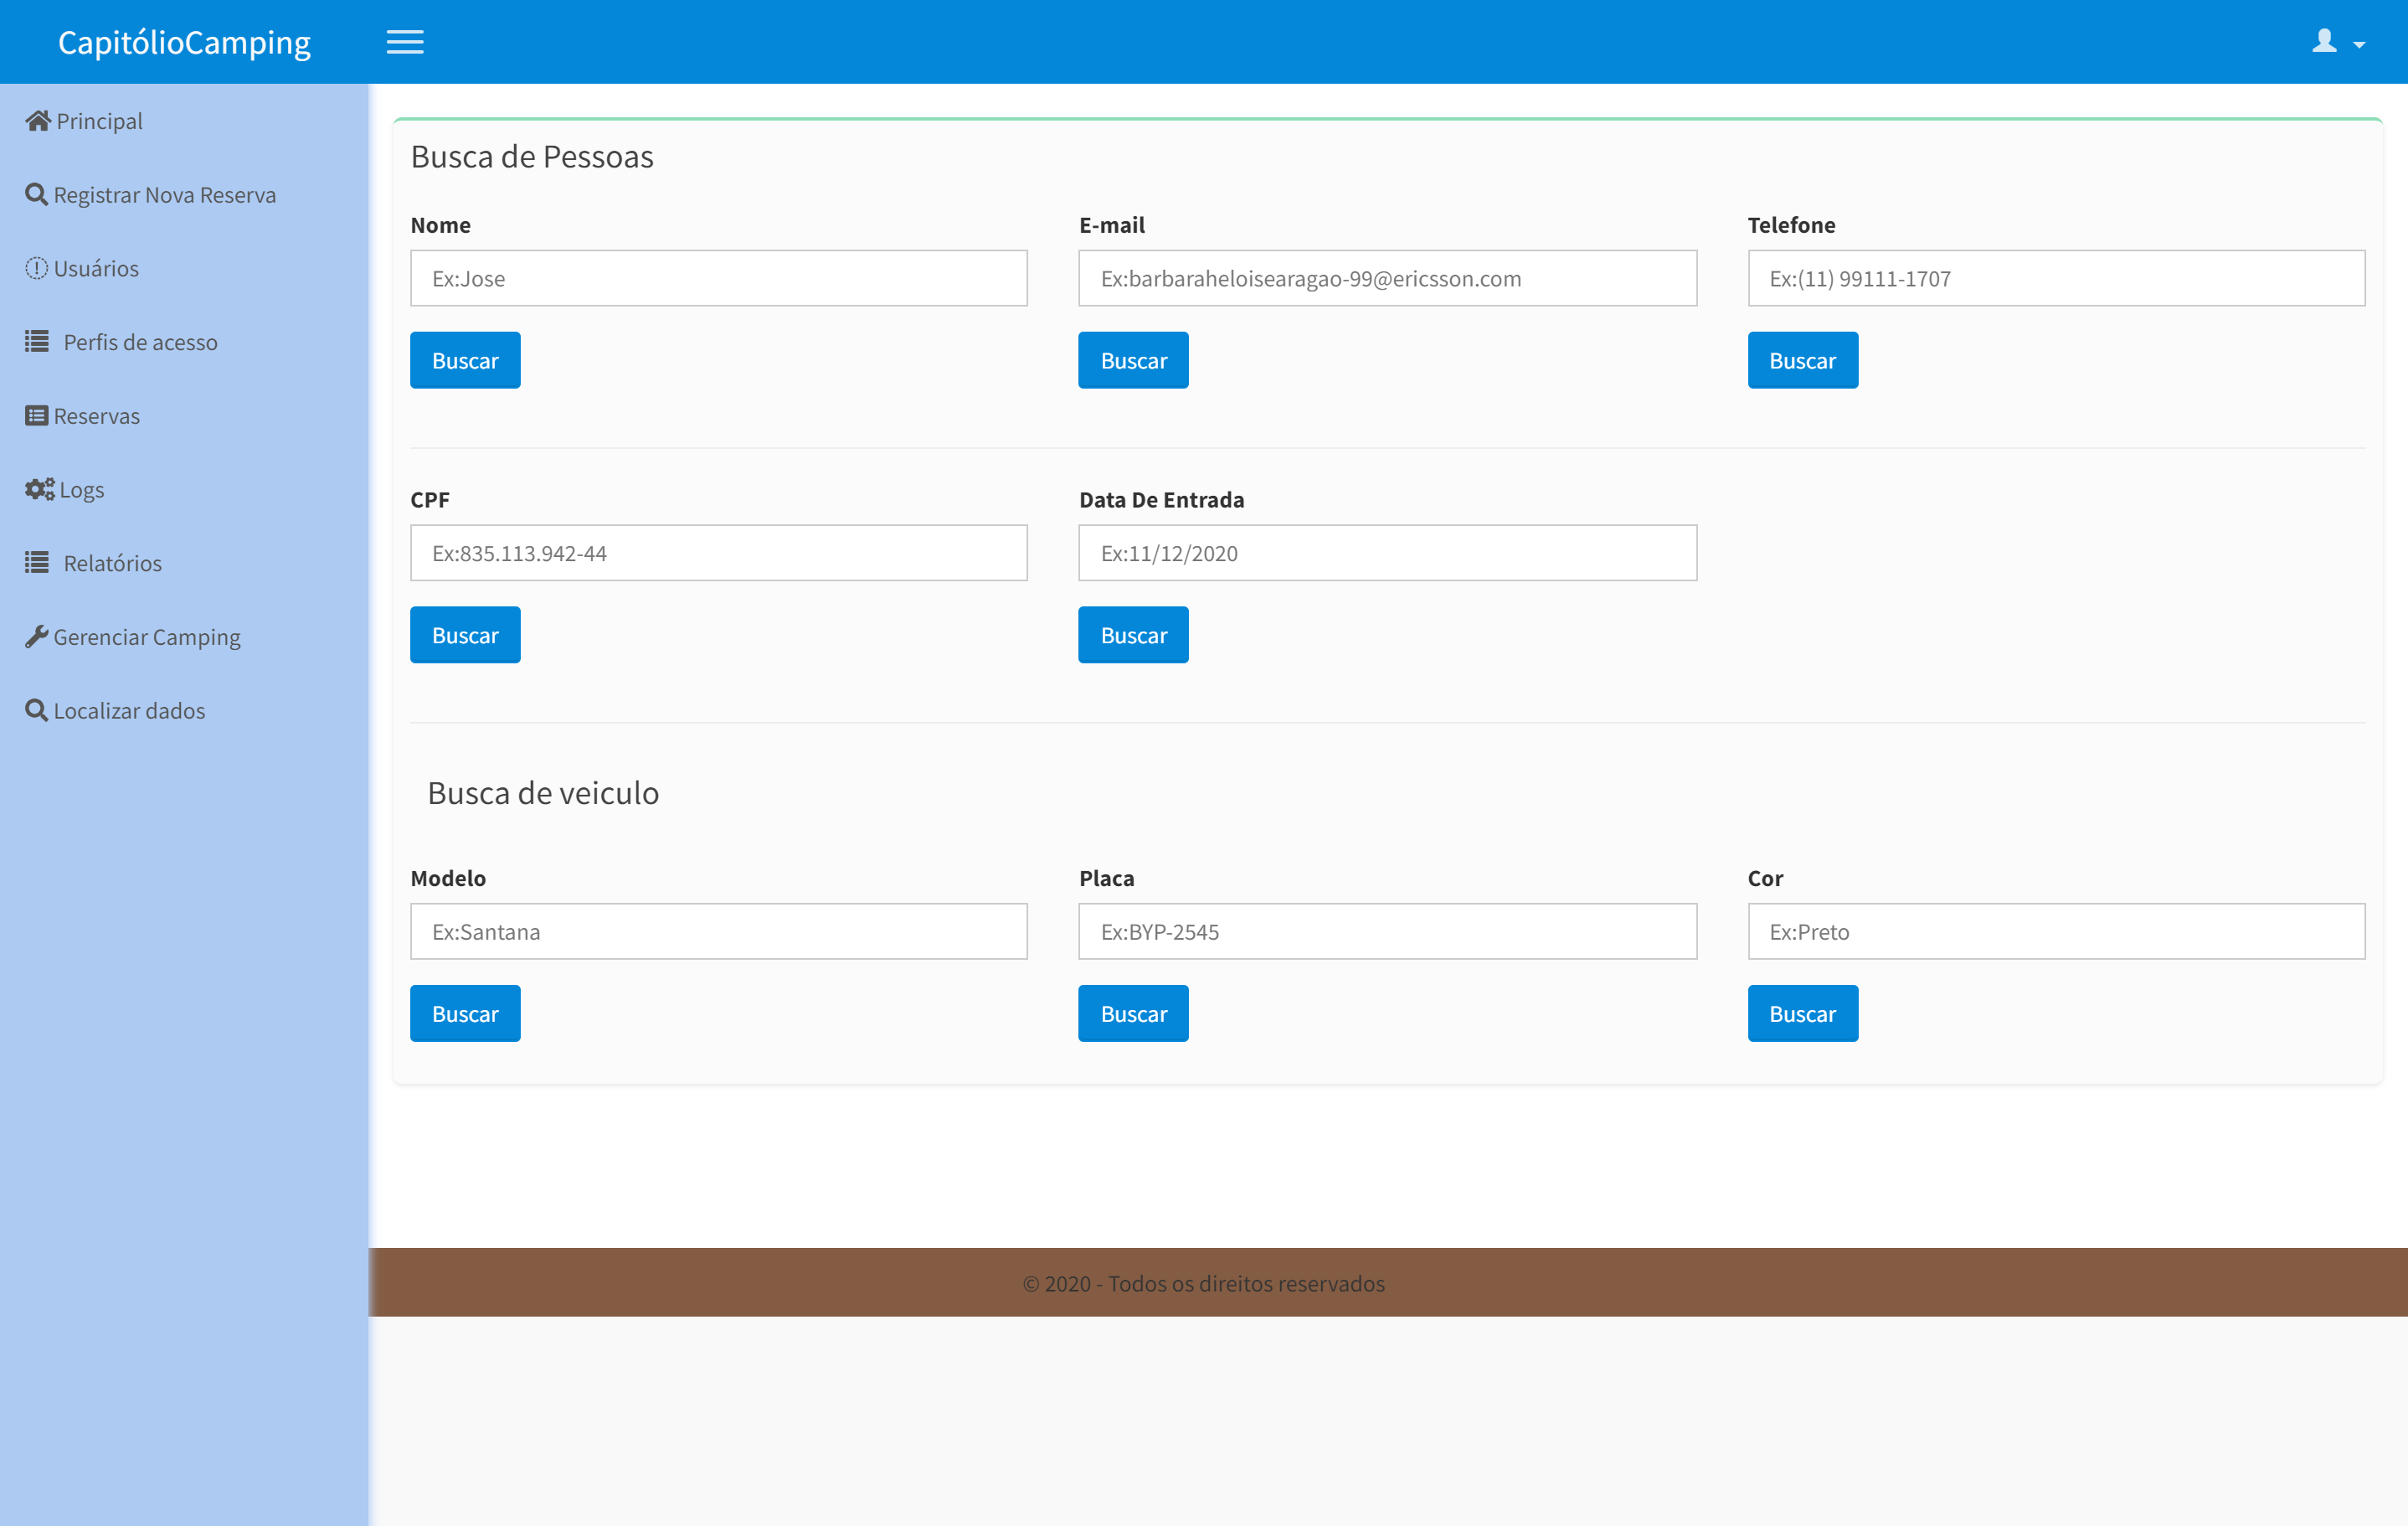 CapitólioCamping
Principal
Registrar Nova Reserva
Usuários
Perfis de acesso
Reservas
Logs
Relatórios
Gerenciar Camping
Localizar dados
Busca de Pessoas
Nome
E-mail
Telefone
Ex:Jose
Ex:barbaraheloisearagao-99@ericsson.com
Ex:(11) 99111-1707
Buscar
Buscar
Buscar
CPF
Data De Entrada
Ex:835.113.942-44
Ex:11/12/2020
Buscar
Buscar
Busca de veiculo
Modelo
Placa
Cor
Ex:Santana
Ex:BYP-2545
Ex:Preto
Buscar
Buscar
Buscar
© 2020 - Todos os direitos reservados